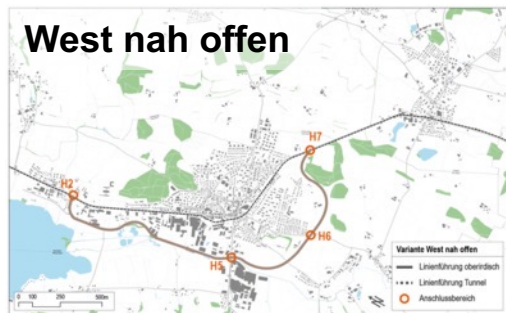 West nah offen
H7
H2
H6
H5
Variante West nah offen
Linienführung oberirdisch
Linienführung Tunnel
Anschlussbereich
0 100 250 500m